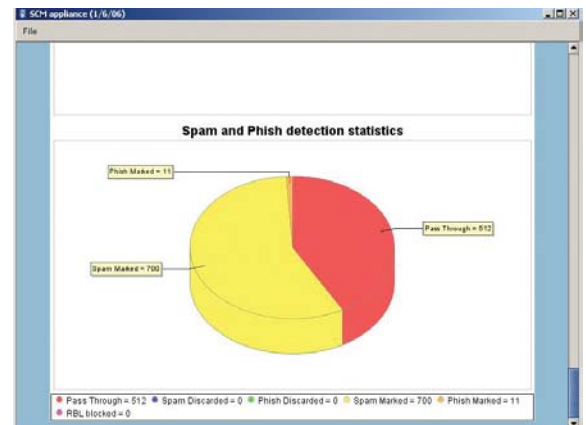 SCM appliance (1/6/06)
File
Spam and Phish detection statistics
Phish Marked = 11
Pass Through = 512
Spam Marked = 700
Pass Through = 512 Spam Discarded = 0 Phish Discarded = 0 Spam Marked = 700 Phish Marked = 11
RBL blocked = 0